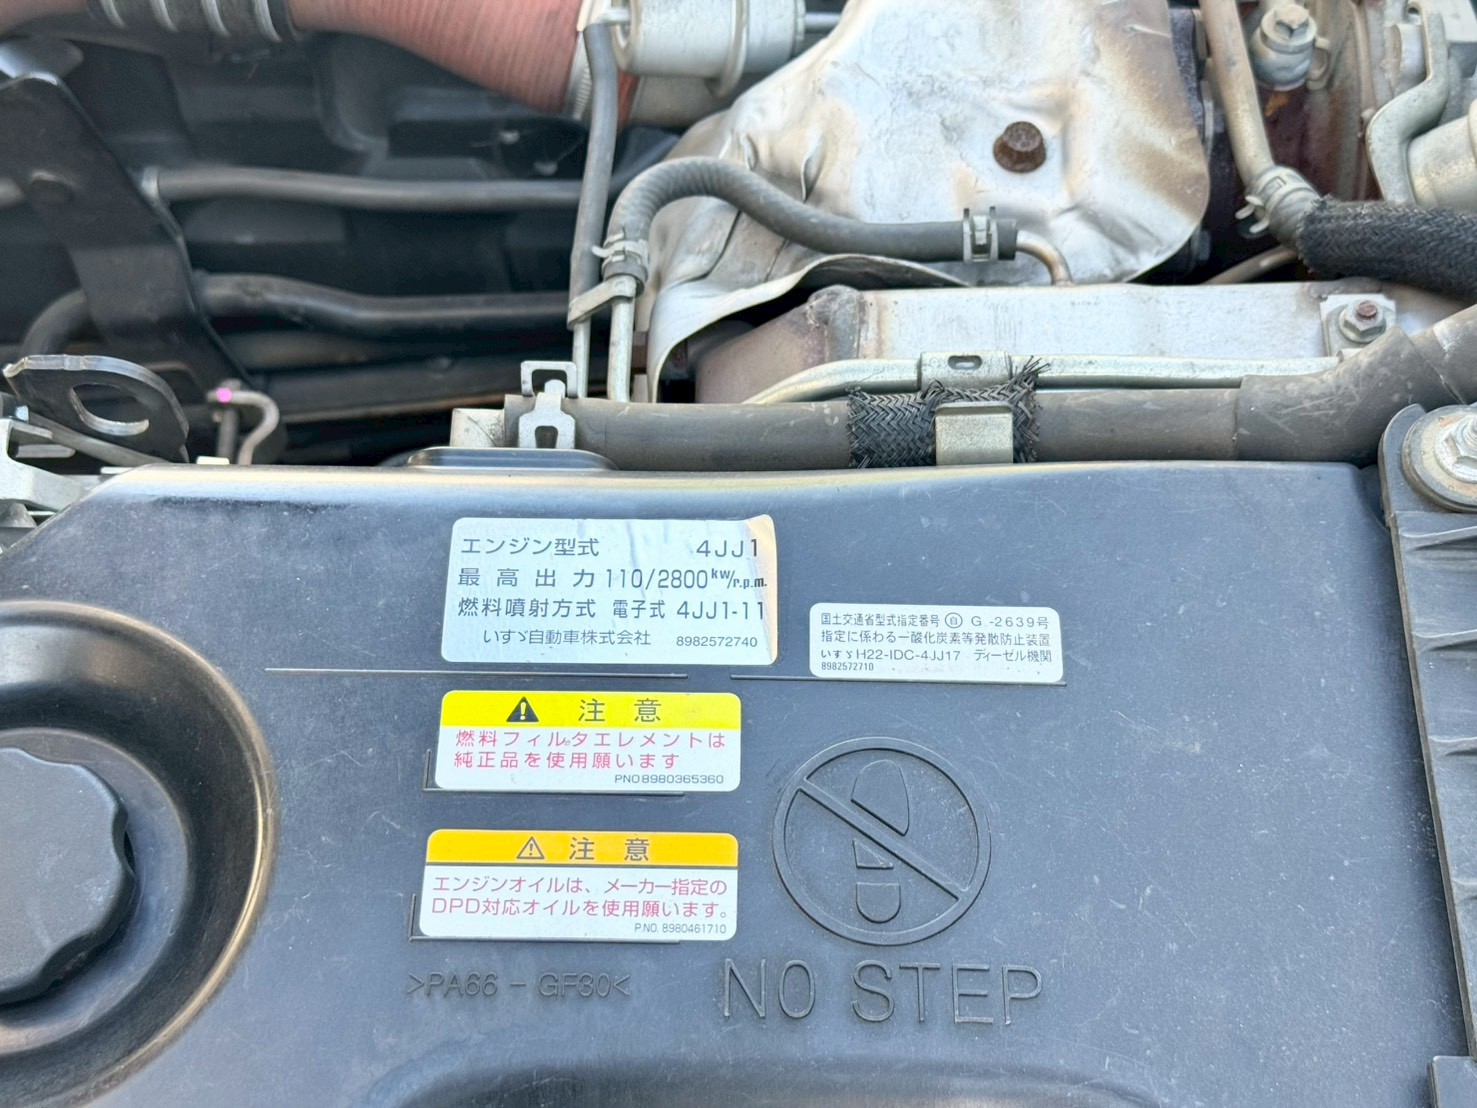 エンジン型式 4JJ1
最高出力 110/2800kw/r.p.m.
燃料噴射方式 電子式 4JJ1-11
いすゞ自動車株式会社 8982572740
国土交通省型式指定番号 自 G-2639号
指定に係わる一酸化炭素等発散防止装置
いすゞH22-IDC-4JJ17 ディーゼル機関
8982572710
注意
燃料フィルタエレメントは
純正品を使用願います
PNO8980365360
注意
エンジンオイルは、メーカー指定の
DPD対応オイルを使用願います。
P.NO. 8980461710
>PA66-GF30<
NO STEP